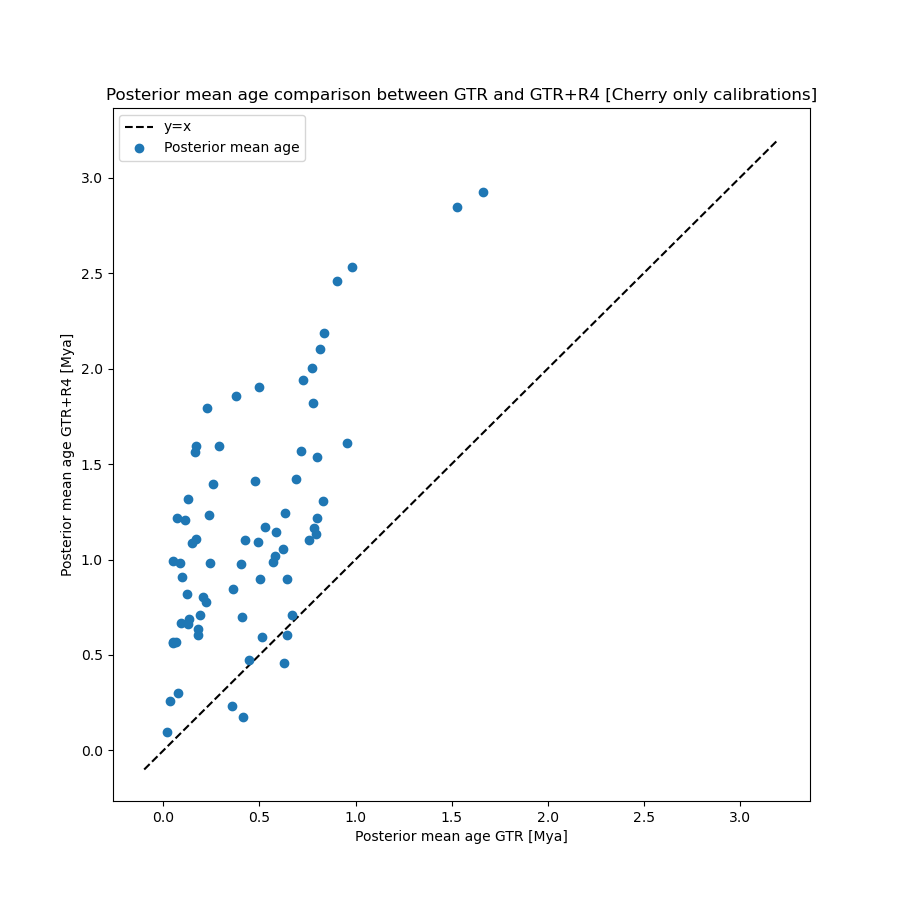 Posterior mean age comparison between GTR and GTR+R4 [Cherry only calibrations]
y=x
Posterior mean age
3.0
2.5
2.0
1.5
1.0
0.5
0.0
Posterior mean age GTR+R4 [Mya]
0.0 0.5 1.0 1.5 2.0 2.5 3.0
Posterior mean age GTR [Mya]